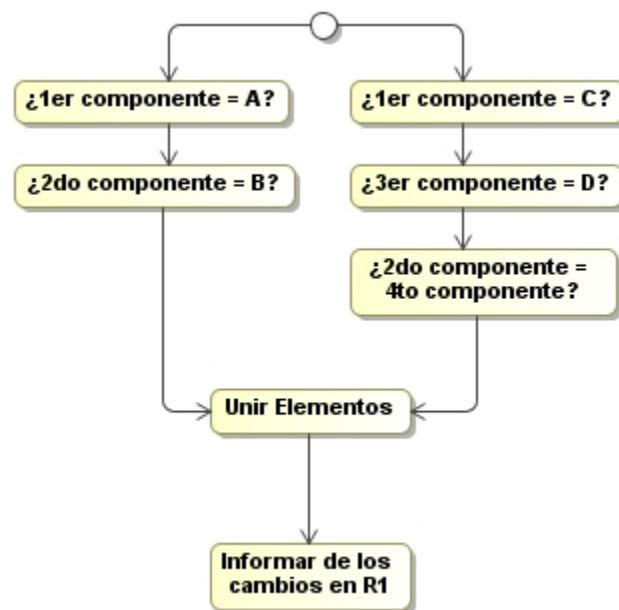 ¿1er componente = A?
¿1er componente = C?
¿2do componente = B?
¿3er componente = D?
¿2do componente =
4to componente?
Unir Elementos
Informar de los
cambios en R1